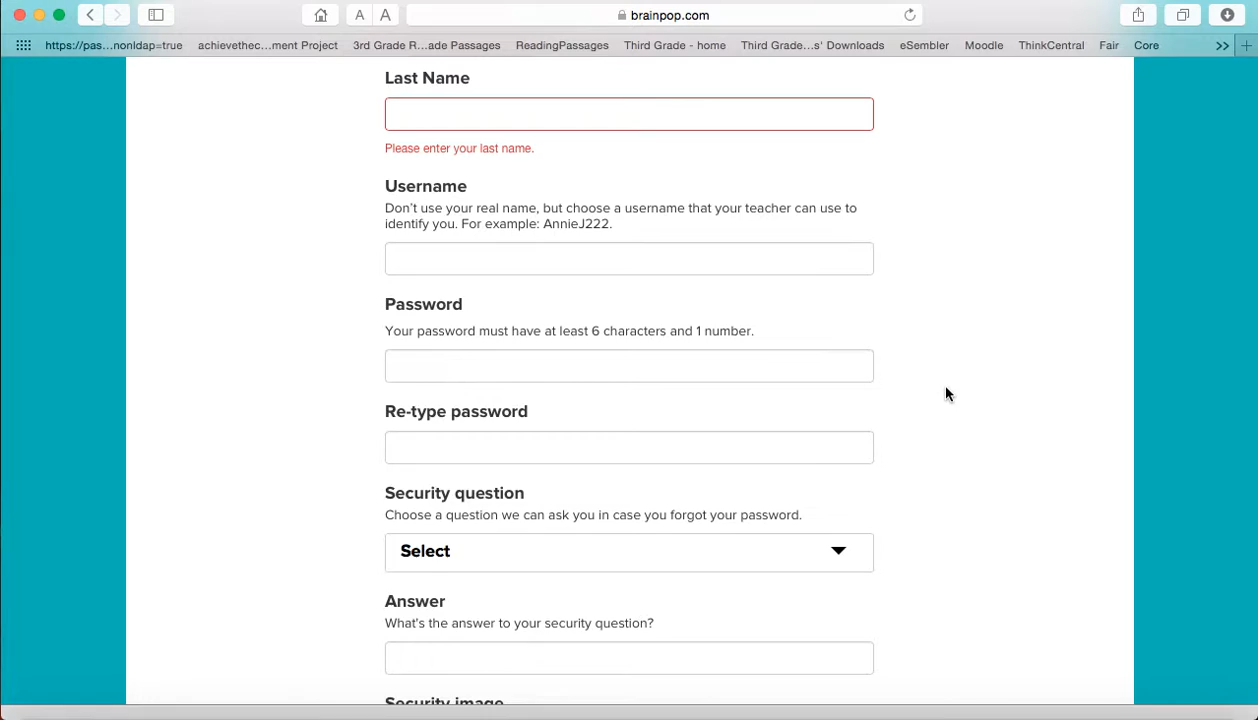 A A brainpop.com
https://pas...nonldap=true achievethec...ment Project 3rd Grade R...ade Passages ReadingPassages Third Grade - home Third Grade...s' Downloads eSembler Moodle ThinkCentral Fair Core >> +
Last Name
Please enter your last name.
Username
Don't use your real name, but choose a username that your teacher can use to
identify you. For example: AnnieJ222.
Password
Your password must have at least 6 characters and 1 number.
Re-type password
Security question
Choose a question we can ask you in case you forgot your password.
Select
Answer
What's the answer to your security question?
Security image